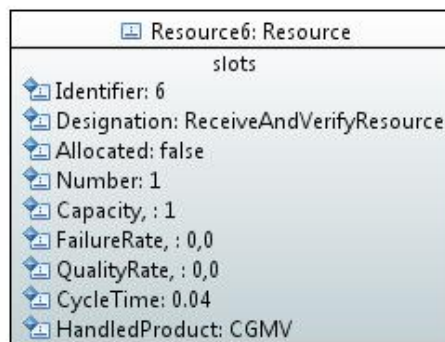 Resource6: Resource
slots
Identifier: 6
Designation: ReceiveAndVerifyResource
Allocated: false
Number: 1
Capacity, : 1
FailureRate, : 0,0
QualityRate, : 0,0
CycleTime: 0.04
HandledProduct: CGMV